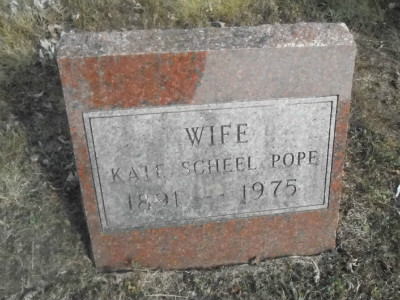 WIFE
KATE SCHEEL POPE
1891 -- 1975